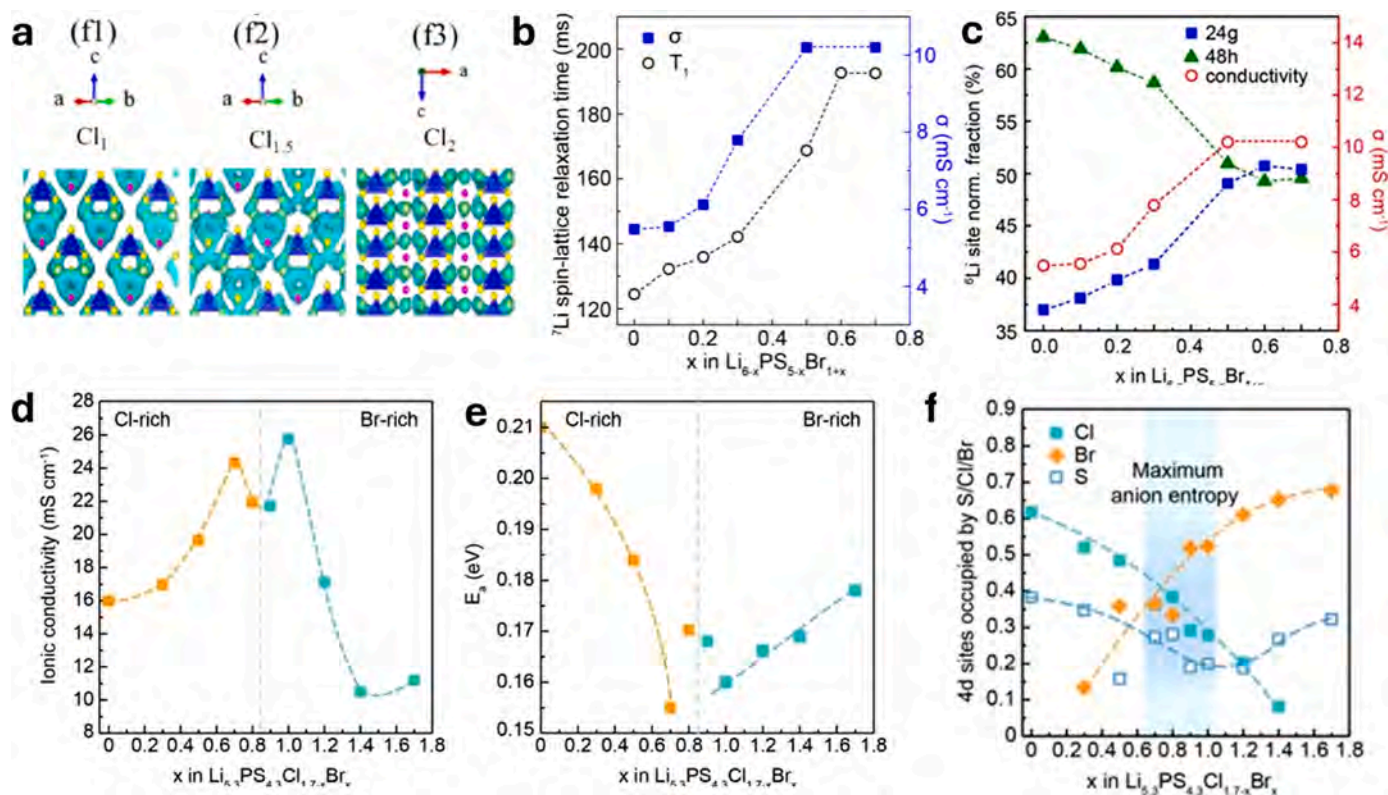 a
(f1)
(f2)
(f3)
c
a
b
c
a
b
a
c
Cl1
Cl1.5
Cl2
b
σ
T1
7Li spin-lattice relaxation time (ms)
200
180
160
140
120
0
0.2
0.4
0.6
0.8
10
8
6
4
σ (mS cm-1)
x in Li6-xPS5-xBr1+x
c
24g
48h
conductivity
6Li site norm. fraction (%)
65
60
55
50
45
40
35
0.0
0.2
0.4
0.6
0.8
14
12
10
8
6
4
σ (mS cm-1)
x in
d
Cl-rich
Br-rich
Ionic conductivity (mS cm-1)
28
26
24
22
20
18
16
14
12
10
8
0
0.2
0.4
0.6
0.8
1.0
1.2
1.4
1.6
1.8
x in Li5.3PS4.3Cl1.7-xBrx
e
Cl-rich
Br-rich
Ea (eV)
0.21
0.20
0.19
0.18
0.17
0.16
0.15
0
0.2
0.4
0.6
0.8
1.0
1.2
1.4
1.6
1.8
x in Li5.3PS4.3Cl1.7-xBrx
f
Cl
Br
S
Maximum
anion entropy
4d sites occupied by S/Cl/Br
0.9
0.8
0.7
0.6
0.5
0.4
0.3
0.2
0.1
0
0
0.2
0.4
0.6
0.8
1.0
1.2
1.4
1.6
1.8
x in Li5.3PS4.3Cl1.7-xBrx